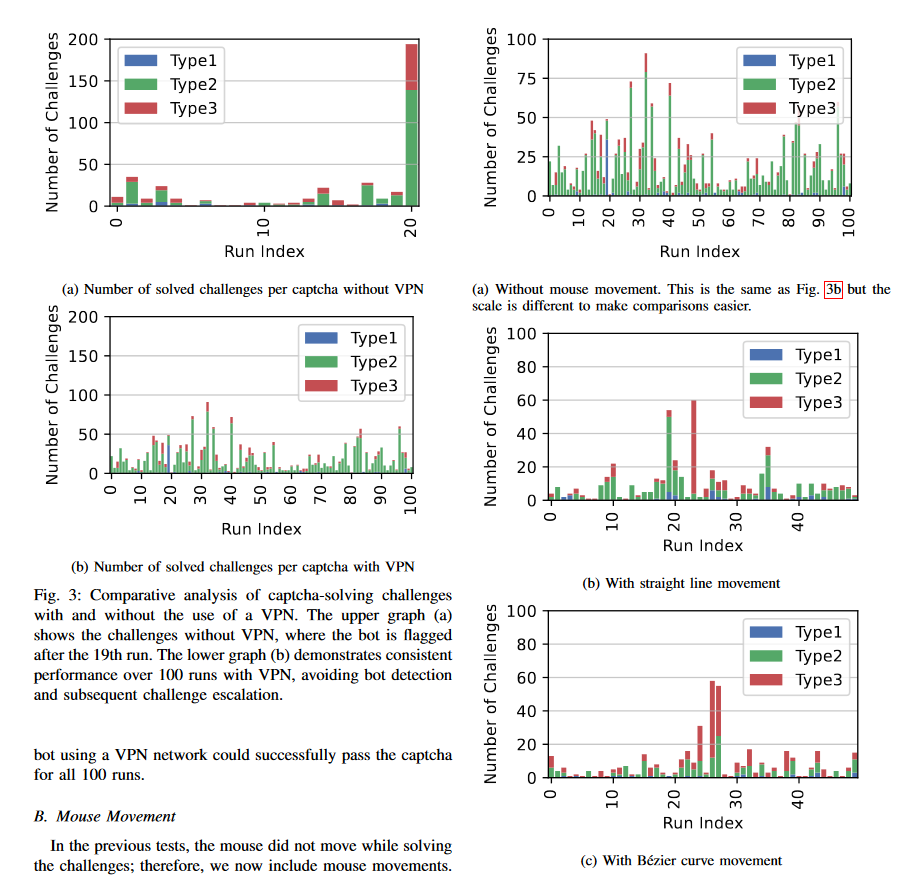 Number of Challenges
200
150
100
50
0
Type1
Type2
Type3
0
10
20
Run Index
(a) Number of solved challenges per captcha without VPN
Number of Challenges
200
150
100
50
0
Type1
Type2
Type3
0
10
20
30
40
50
60
70
80
90
100
Run Index
(b) Number of solved challenges per captcha with VPN
Fig. 3: Comparative analysis of captcha-solving challenges
with and without the use of a VPN. The upper graph (a)
shows the challenges without VPN, where the bot is flagged
after the 19th run. The lower graph (b) demonstrates consistent
performance over 100 runs with VPN, avoiding bot detection
and subsequent challenge escalation.
bot using a VPN network could successfully pass the captcha
for all 100 runs.
B. Mouse Movement
In the previous tests, the mouse did not move while solving
the challenges; therefore, we now include mouse movements.
Number of Challenges
100
75
50
25
0
Type1
Type2
Type3
0
10
20
30
40
50
60
70
80
90
100
Run Index
(a) Without mouse movement. This is the same as Fig. 3b but the
scale is different to make comparisons easier.
Number of Challenges
100
80
60
40
20
0
Type1
Type2
Type3
0
10
20
30
40
Run Index
(b) With straight line movement
Number of Challenges
100
80
60
40
20
0
Type1
Type2
Type3
0
10
20
30
40
Run Index
(c) With Bézier curve movement